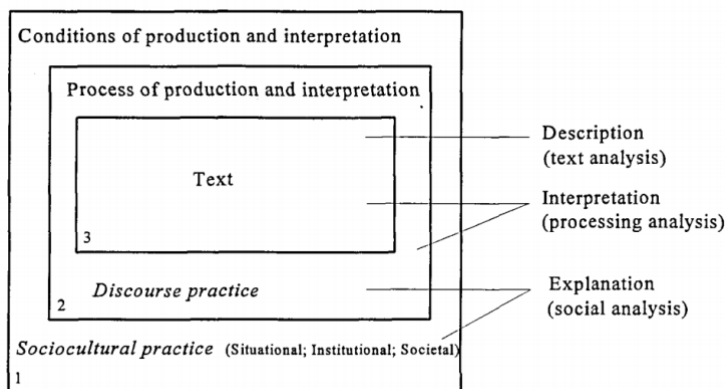 Conditions of production and interpretation
Process of production and interpretation
Text
3
Discourse practice
2
Sociocultural practice (Situational; Institutional; Societal)
1
Description
(text analysis)
Interpretation
(processing analysis)
Explanation
(social analysis)